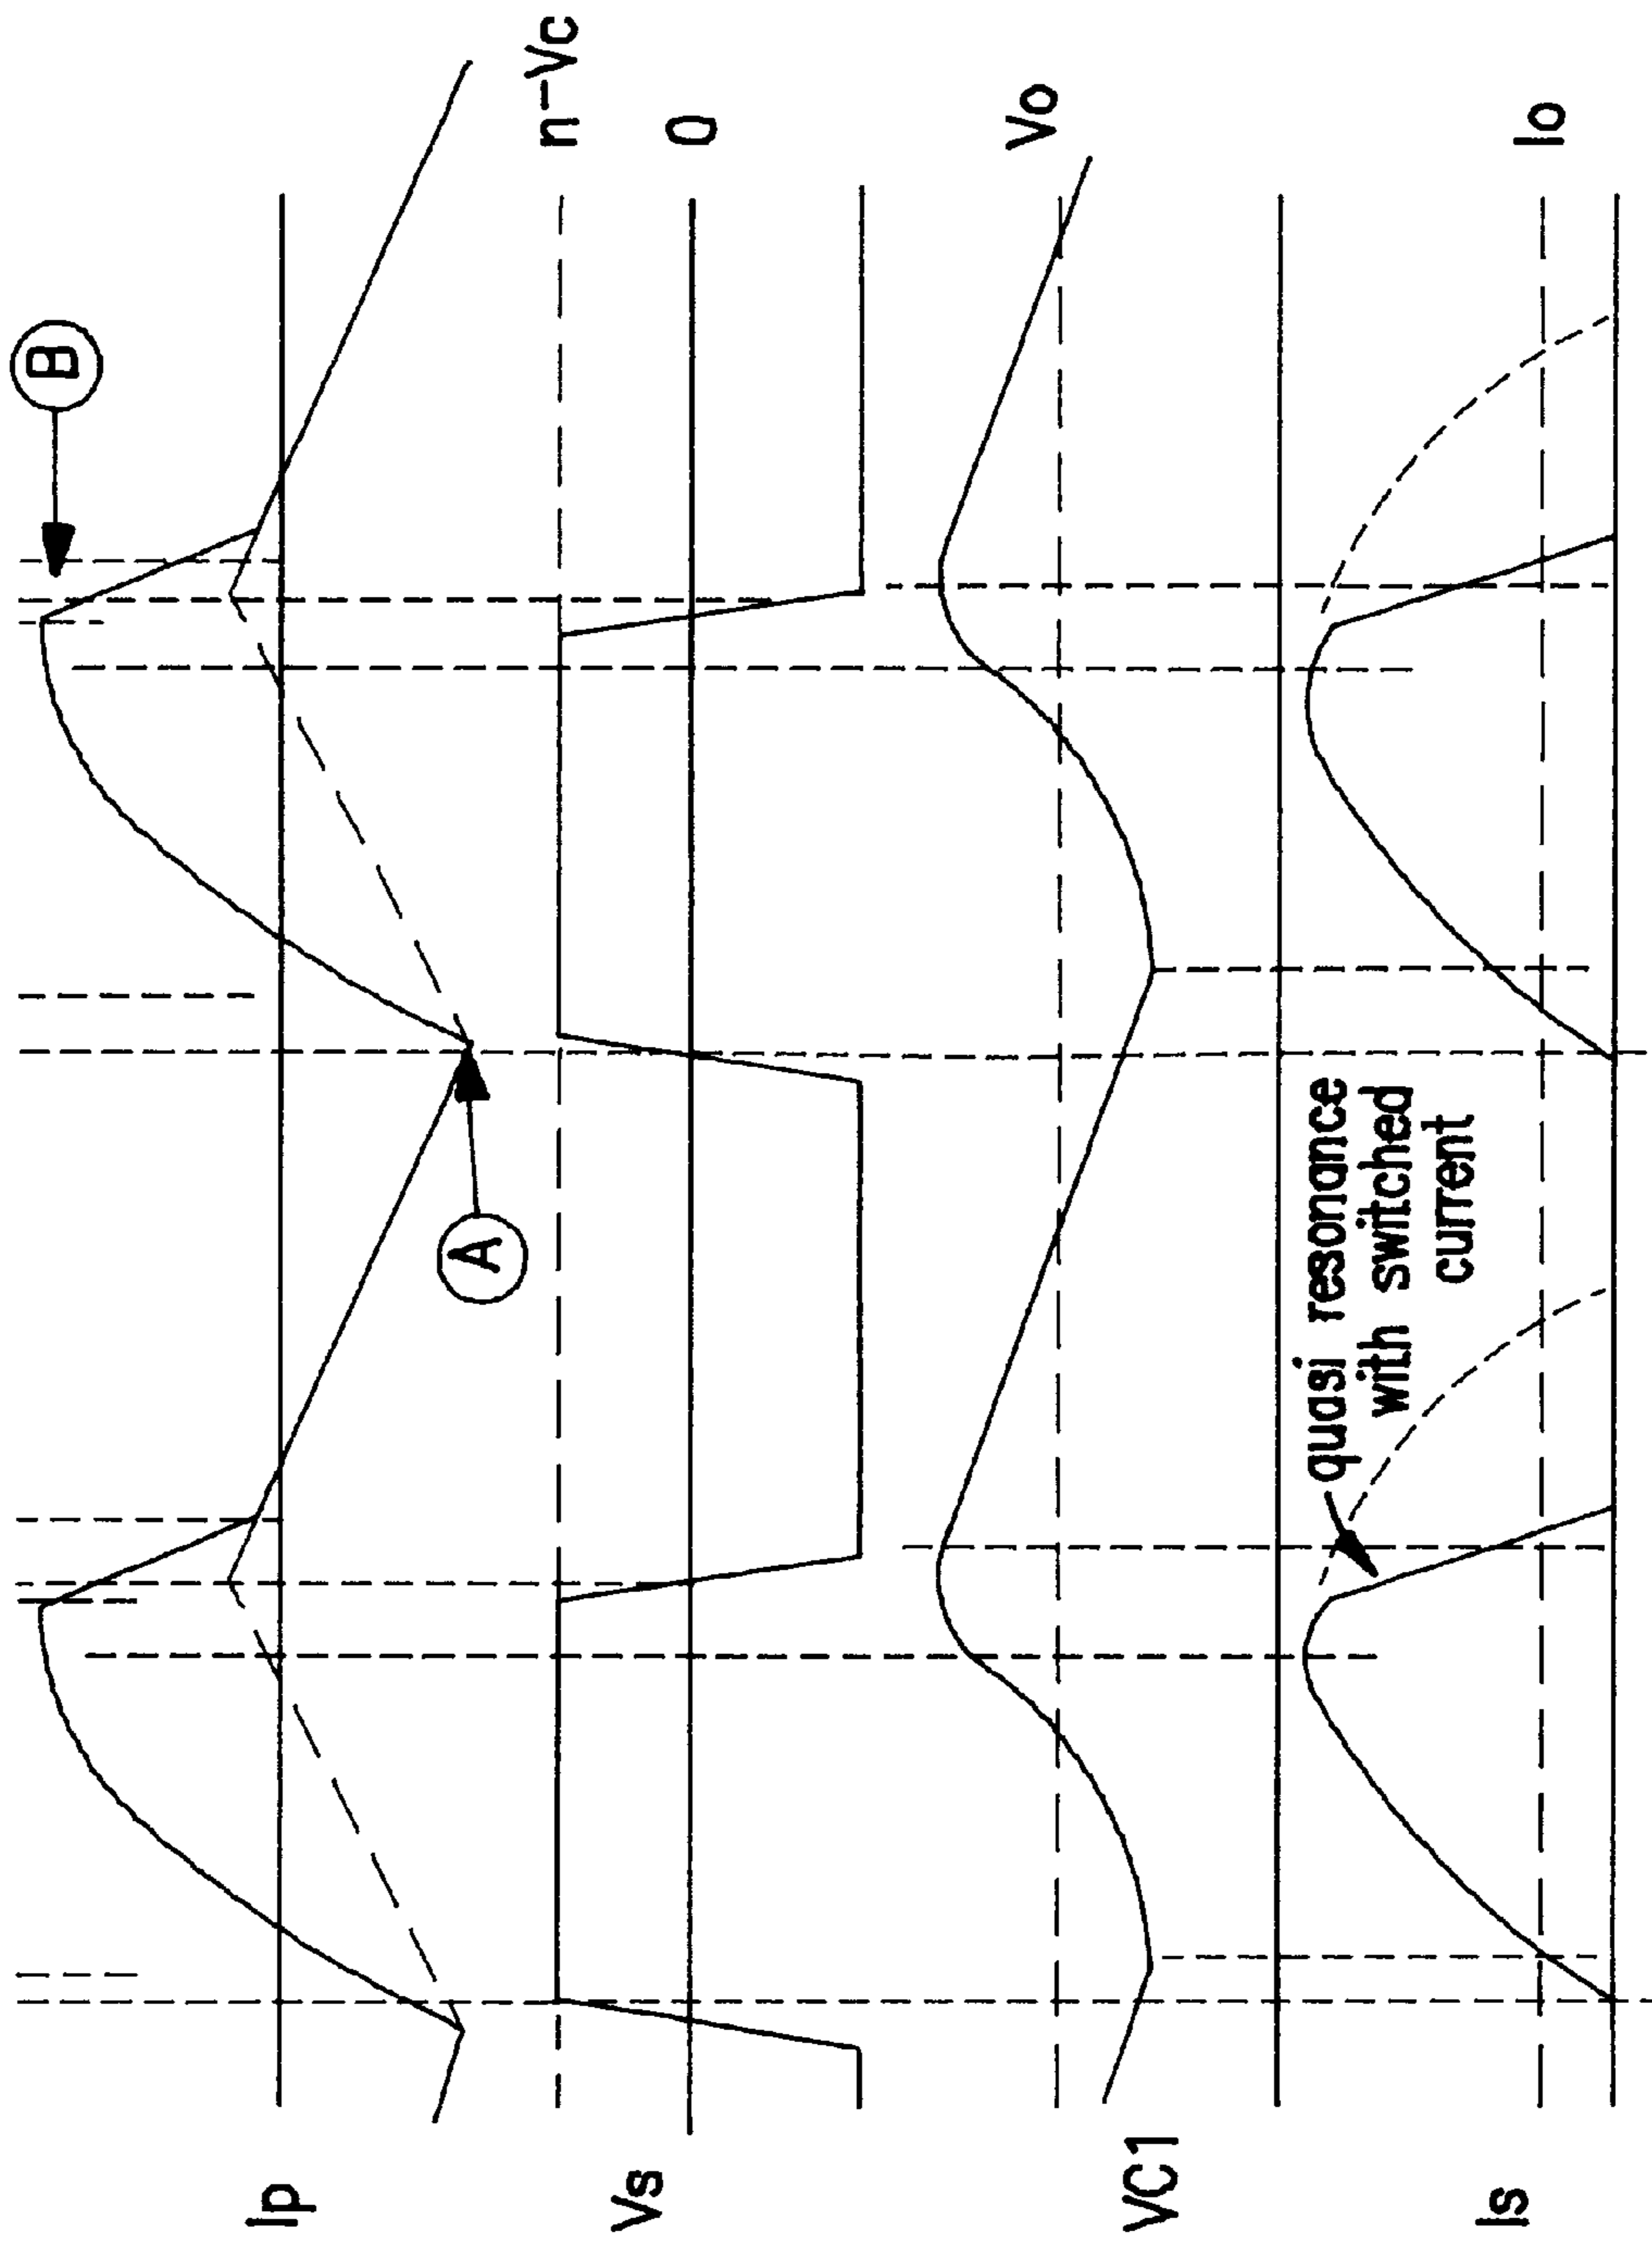 B
Ip
A
n-Vc
Vs
0
Vo
VC1
quasi resonance
with switched
current
Io
Is